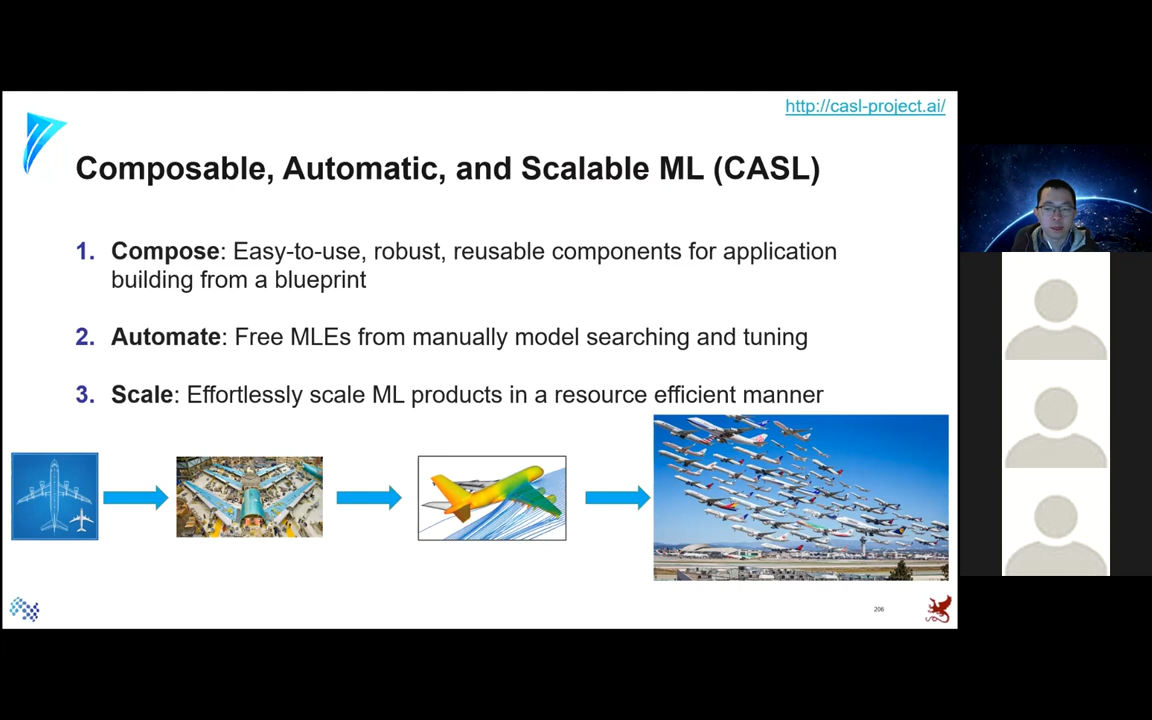 http://casl-project.ai/
Composable, Automatic, and Scalable ML (CASL)
1. Compose: Easy-to-use, robust, reusable components for application
building from a blueprint
2. Automate: Free MLEs from manually model searching and tuning
3. Scale: Effortlessly scale ML products in a resource efficient manner
206